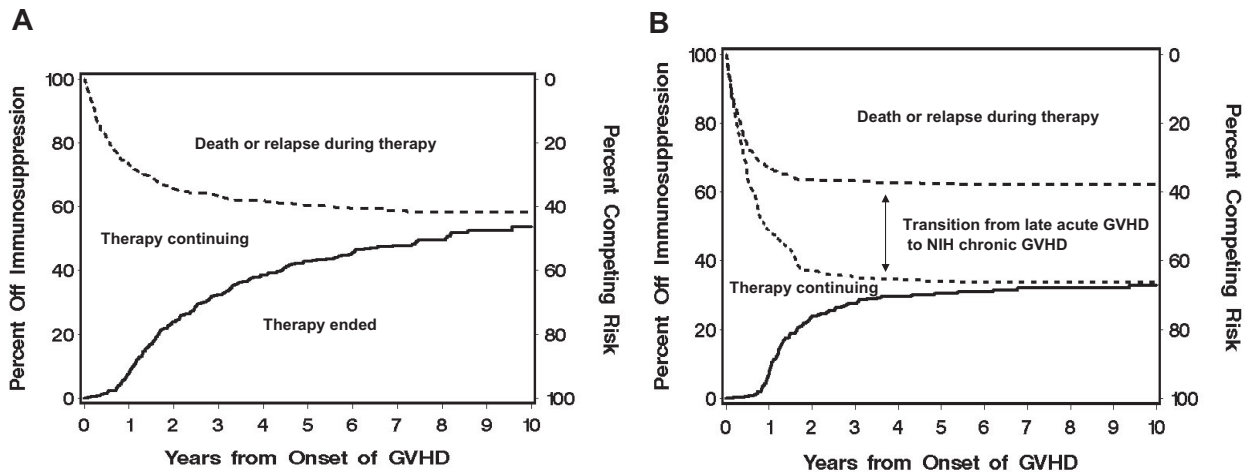 A
Percent Off Immunosuppression
100
80
60
40
20
0
Death or relapse during therapy
Therapy continuing
Therapy ended
0
20
40
60
80
100
Percent Competing Risk
0 1 2 3 4 5 6 7 8 9 10
Years from Onset of GVHD
B
Percent Off Immunosuppression
100
80
60
40
20
0
Death or relapse during therapy
Transition from late acute GVHD
to NIH chronic GVHD
Therapy continuing
0
20
40
60
80
100
Percent Competing Risk
0 1 2 3 4 5 6 7 8 9 10
Years from Onset of GVHD